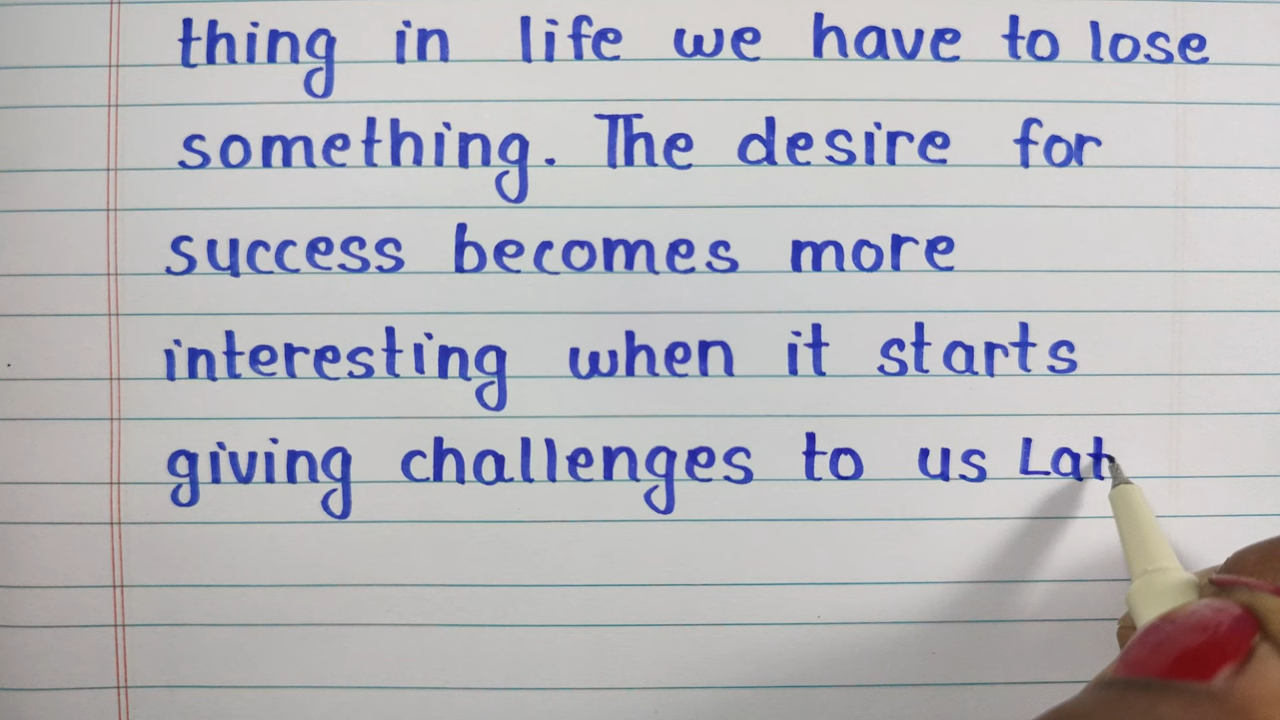 thing in life we have to lose
something. The desire for
success becomes more
interesting when it starts
giving challenges to us Lat